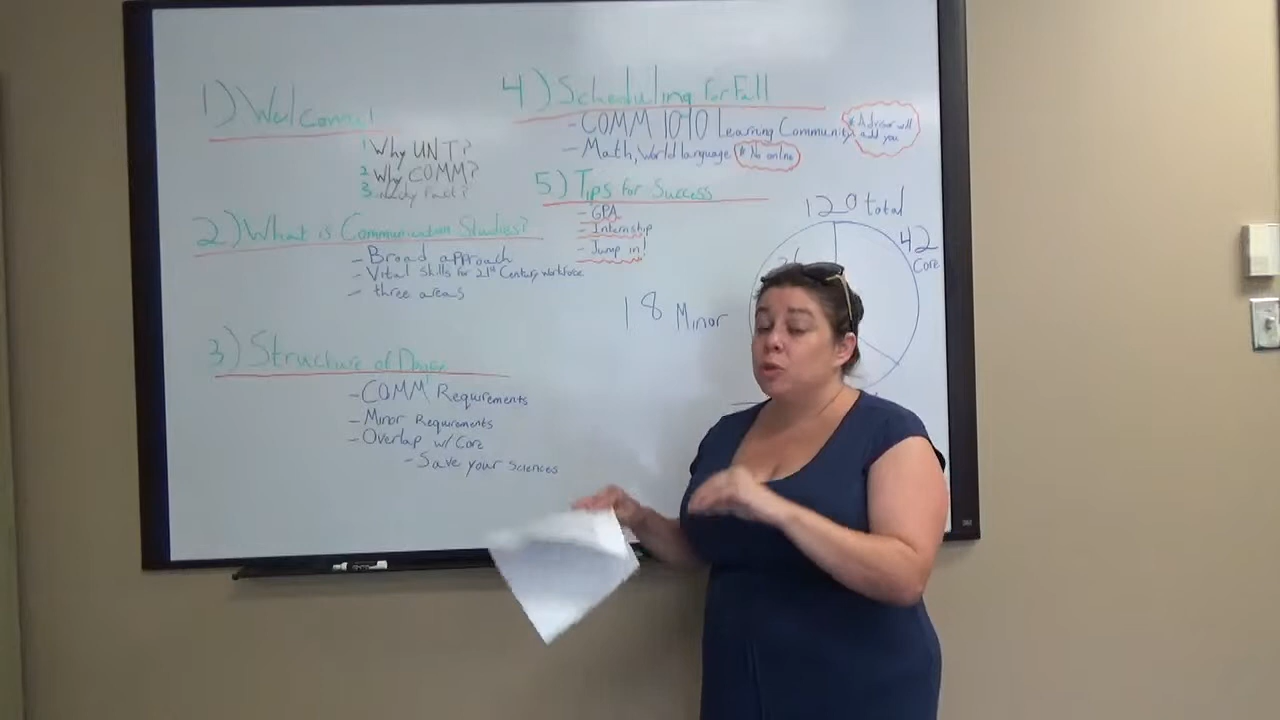 1) Welcome!
1 Why UNT?
2 Why COMM?
3 nerdy fact?
2) What is Communication Studies?
- Broad approach
- Vital skills for 21st Century workforce
- three areas
3) Structure of Degree
- COMM Requirements
- Minor Requirements
- Overlap w/ Core
- Save your sciences
4) Scheduling for Fall
- COMM 1010 Learning Community
* Advisor will add you
- Math, World language * No online
5) Tips for Success
- GPA
- Internship
- Jump in!
120 total
42 Core
18 Minor